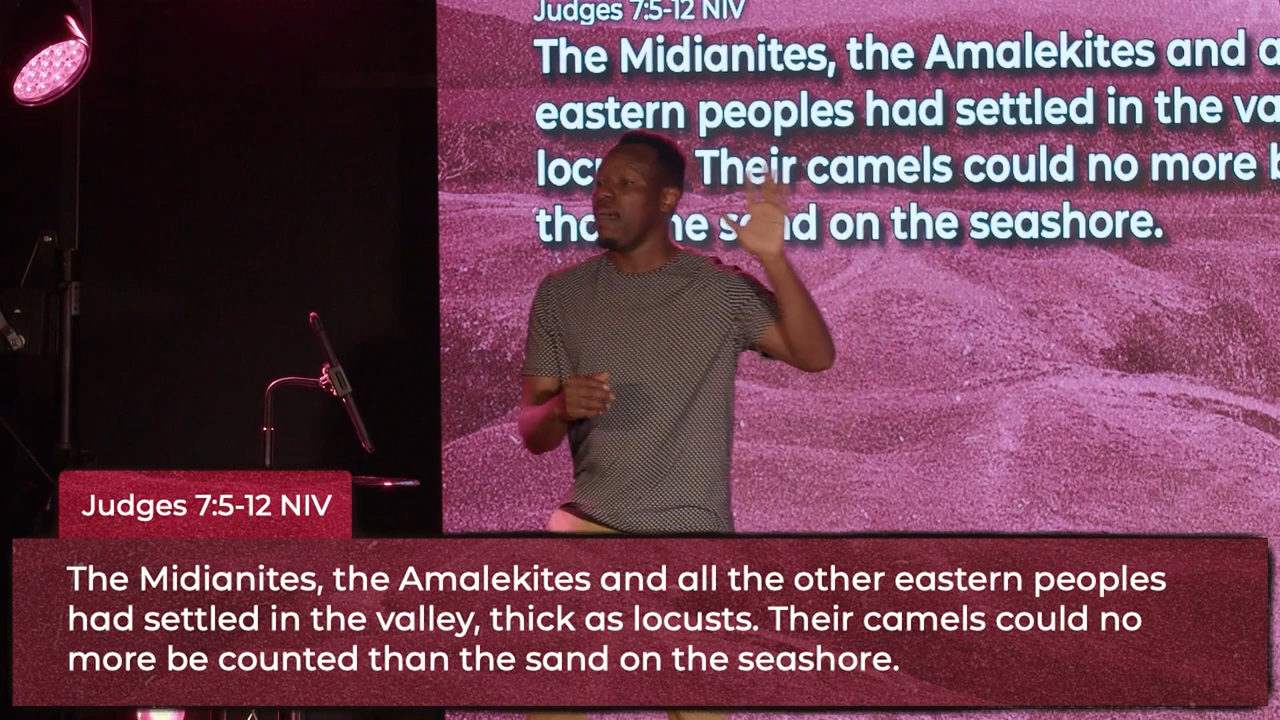 Judges 7:5-12 NIV
The Midianites, the Amalekites and
eastern peoples had settled in the
Their camels could no more
sand on the seashore.
Judges 7:5-12 NIV
The Midianites, the Amalekites and all the other eastern peoples
had settled in the valley, thick as locusts. Their camels could no
more be counted than the sand on the seashore.